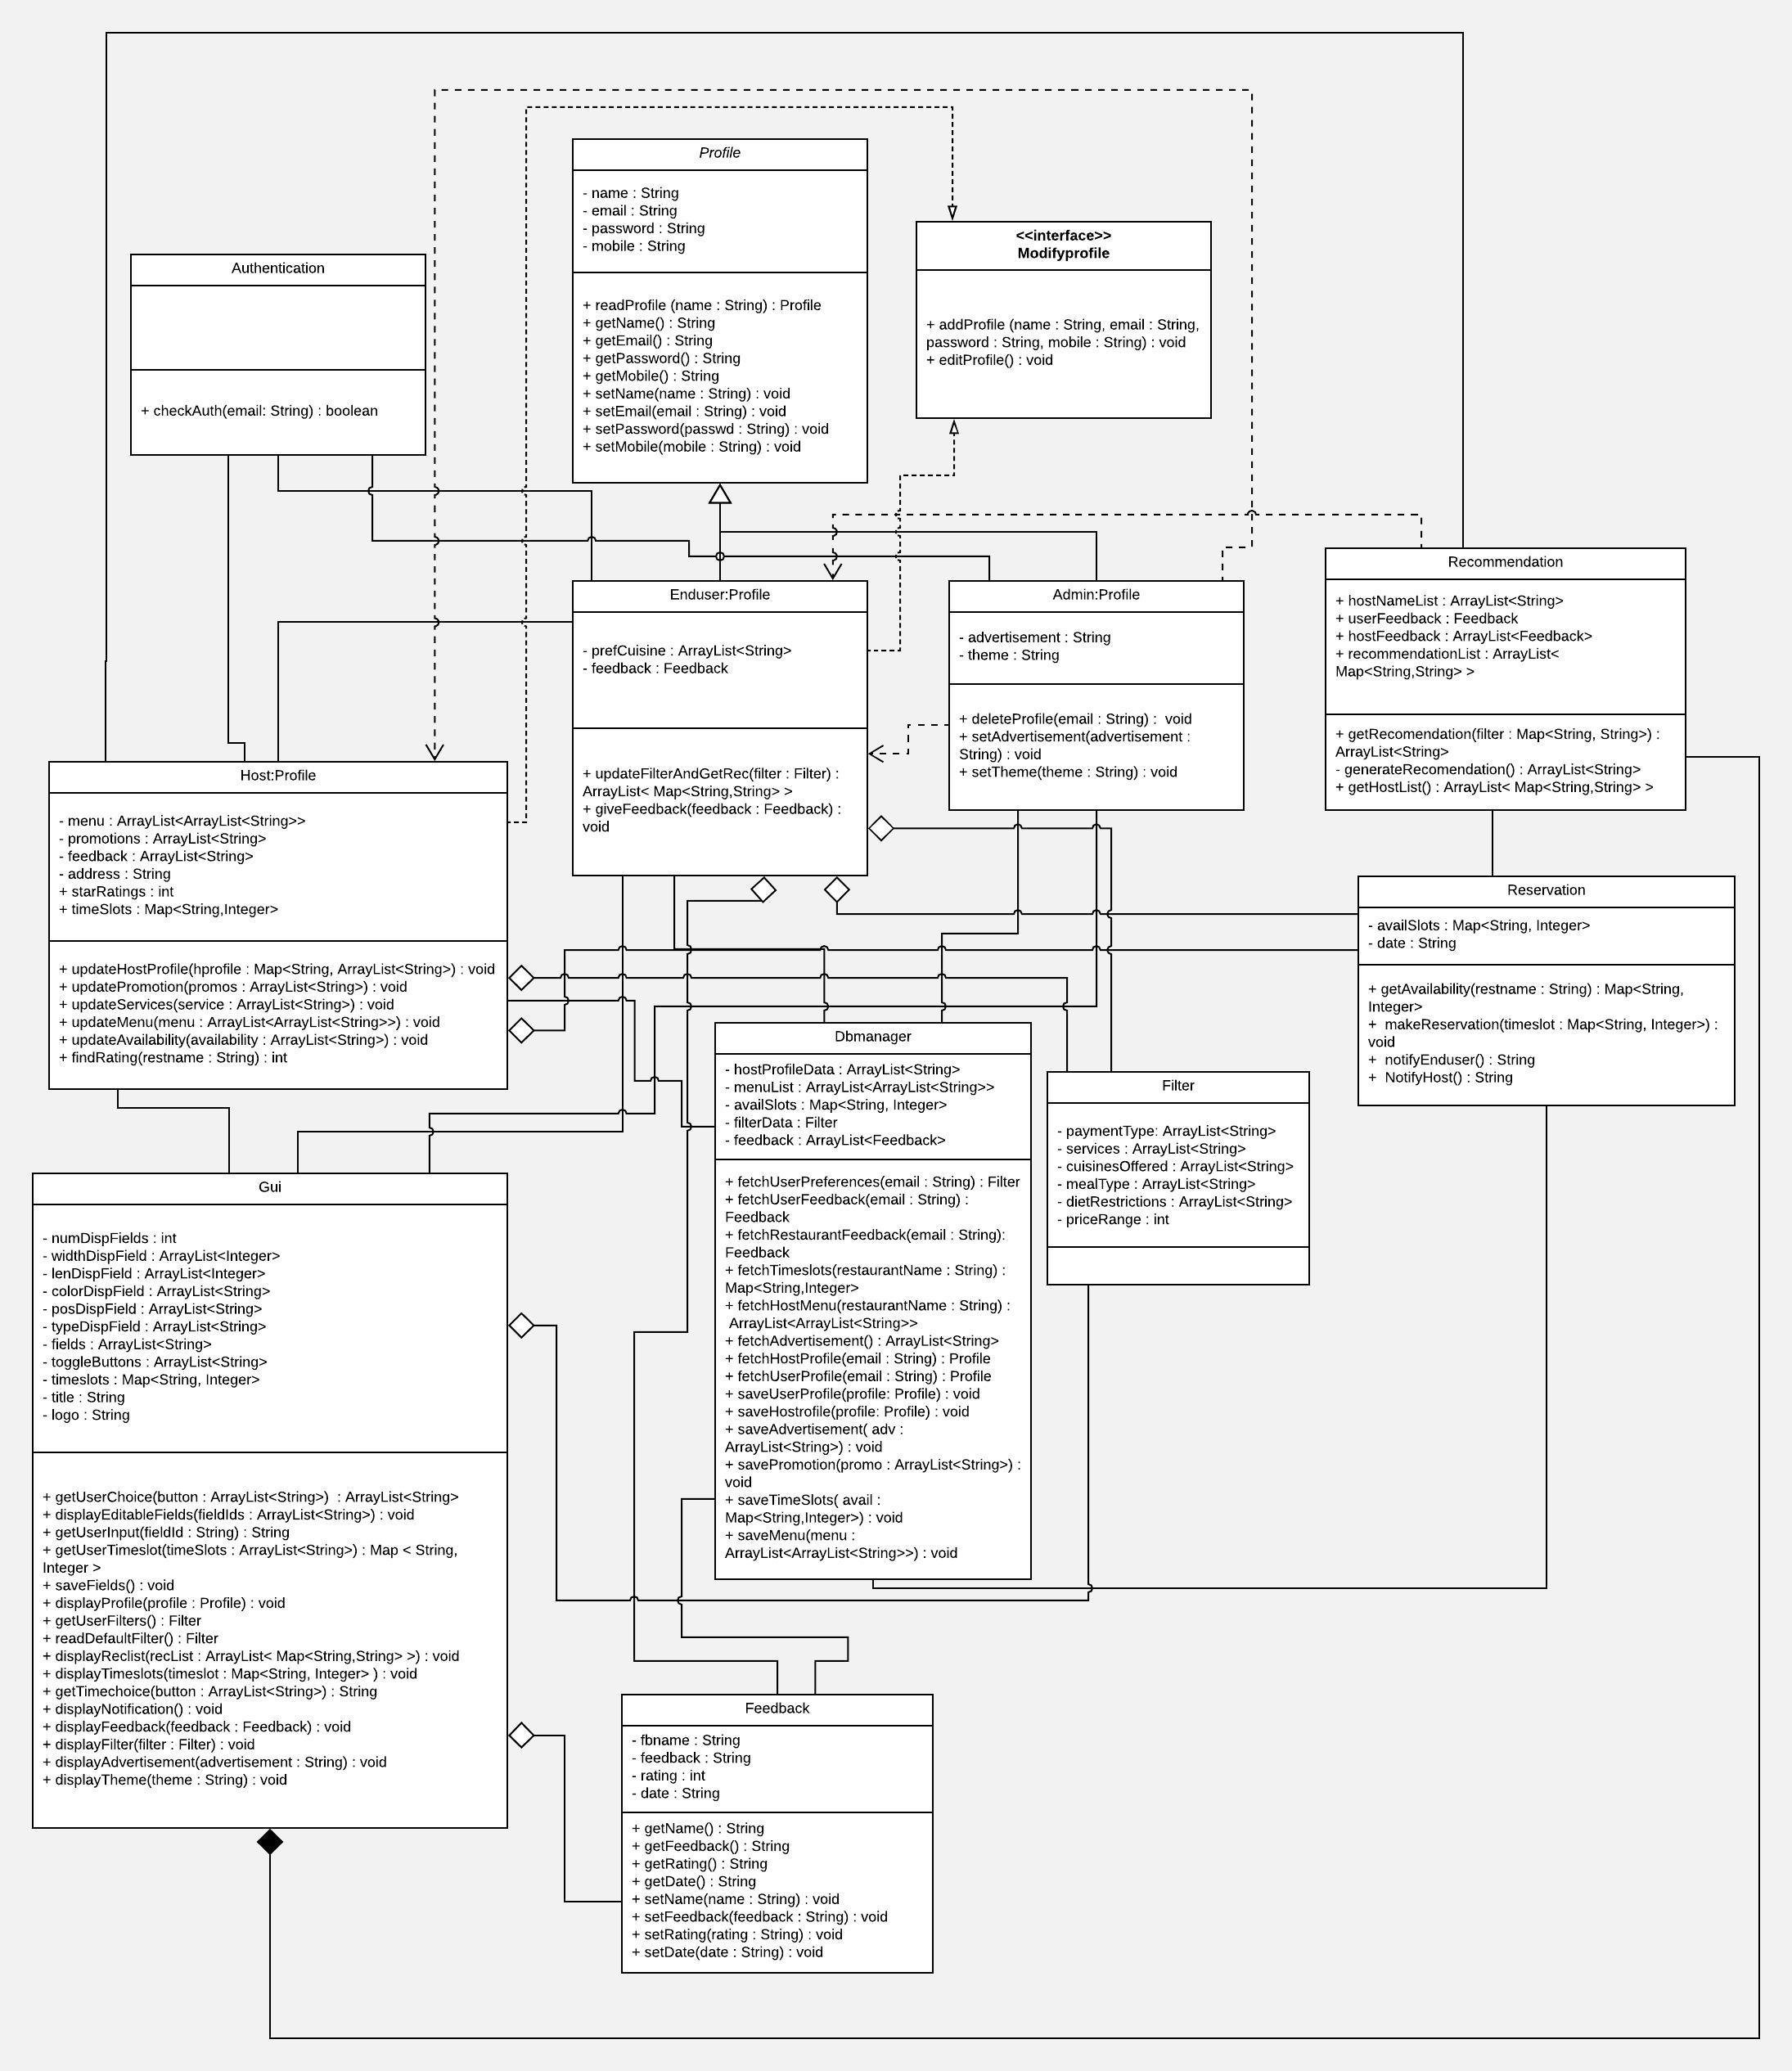 Profile
- name : String
- email : String
- password : String
- mobile : String
+ readProfile (name : String) : Profile
+ getName() : String
+ getEmail() : String
+ getPassword() : String
+ getMobile() : String
+ setName(name : String) : void
+ setEmail(email : String) : void
+ setPassword(passwd : String) : void
+ setMobile(mobile : String) : void
<<interface>>
Modifyprofile
+ addProfile (name : String, email : String,
password : String, mobile : String) : void
+ editProfile() : void
Authentication
+ checkAuth(email: String) : boolean
Enduser:Profile
- prefCuisine : ArrayList<String>
- feedback : Feedback
+ updateFilterAndGetRec(filter : Filter) :
ArrayList< Map<String,String> >
+ giveFeedback(feedback : Feedback) :
void
Admin:Profile
- advertisement : String
- theme : String
+ deleteProfile(email : String) :  void
+ setAdvertisement(advertisement :
String) : void
+ setTheme(theme : String) : void
Recommendation
+ hostNameList : ArrayList<String>
+ userFeedback : Feedback
+ hostFeedback : ArrayList<Feedback>
+ recommendationList : ArrayList<
Map<String,String> >
+ getRecomendation(filter : Map<String, String>) :
ArrayList<String>
- generateRecomendation() : ArrayList<String>
+ getHostList() : ArrayList< Map<String,String> >
Host:Profile
- menu : ArrayList<ArrayList<String>>
- promotions : ArrayList<String>
- feedback : ArrayList<String>
- address : String
+ starRatings : int
+ timeSlots : Map<String,Integer>
+ updateHostProfile(hprofile : Map<String, ArrayList<String>) : void
+ updatePromotion(promos : ArrayList<String>) : void
+ updateServices(service : ArrayList<String>) : void
+ updateMenu(menu : ArrayList<ArrayList<String>>) : void
+ updateAvailability(availability : ArrayList<String>) : void
+ findRating(restname : String) : int
Reservation
- availSlots : Map<String, Integer>
- date : String
+ getAvailability(restname : String) : Map<String,
Integer>
+  makeReservation(timeslot : Map<String, Integer>) :
void
+  notifyEnduser() : String
+  NotifyHost() : String
Dbmanager
- hostProfileData : ArrayList<String>
- menuList : ArrayList<ArrayList<String>>
- availSlots : Map<String, Integer>
- filterData : Filter
- feedback : ArrayList<Feedback>
+ fetchUserPreferences(email : String) : Filter
+ fetchUserFeedback(email : String) :
Feedback
+ fetchRestaurantFeedback(email : String):
Feedback
+ fetchTimeslots(restaurantName : String) :
Map<String,Integer>
+ fetchHostMenu(restaurantName : String) :
ArrayList<ArrayList<String>>
+ fetchAdvertisement() : ArrayList<String>
+ fetchHostProfile(email : String) : Profile
+ fetchUserProfile(email : String) : Profile
+ saveUserProfile(profile: Profile) : void
+ saveHostrofile(profile: Profile) : void
+ saveAdvertisement( adv :
ArrayList<String>) : void
+ savePromotion(promo : ArrayList<String>) :
void
+ saveTimeSlots( avail :
Map<String,Integer>) : void
+ saveMenu(menu :
ArrayList<ArrayList<String>>) : void
Filter
- paymentType: ArrayList<String>
- services : ArrayList<String>
- cuisinesOffered : ArrayList<String>
- mealType : ArrayList<String>
- dietRestrictions : ArrayList<String>
- priceRange : int
Gui
- numDispFields : int
- widthDispField : ArrayList<Integer>
- lenDispField : ArrayList<Integer>
- colorDispField : ArrayList<String>
- posDispField : ArrayList<String>
- typeDispField : ArrayList<String>
- fields : ArrayList<String>
- toggleButtons : ArrayList<String>
- timeslots : Map<String, Integer>
- title : String
- logo : String
+ getUserChoice(button : ArrayList<String>)  : ArrayList<String>
+ displayEditableFields(fieldIds : ArrayList<String>) : void
+ getUserInput(fieldId : String) : String
+ getUserTimeslot(timeSlots : ArrayList<String>) : Map < String,
Integer >
+ saveFields() : void
+ displayProfile(profile : Profile) : void
+ getUserFilters() : Filter
+ readDefaultFilter() : Filter
+ displayReclist(recList : ArrayList< Map<String,String> >) : void
+ displayTimeslots(timeslot : Map<String, Integer> ) : void
+ getTimechoice(button : ArrayList<String>) : String
+ displayNotification() : void
+ displayFeedback(feedback : Feedback) : void
+ displayFilter(filter : Filter) : void
+ displayAdvertisement(advertisement : String) : void
+ displayTheme(theme : String) : void
Feedback
- fbname : String
- feedback : String
- rating : int
- date : String
+ getName() : String
+ getFeedback() : String
+ getRating() : String
+ getDate() : String
+ setName(name : String) : void
+ setFeedback(feedback : String) : void
+ setRating(rating : String) : void
+ setDate(date : String) : void